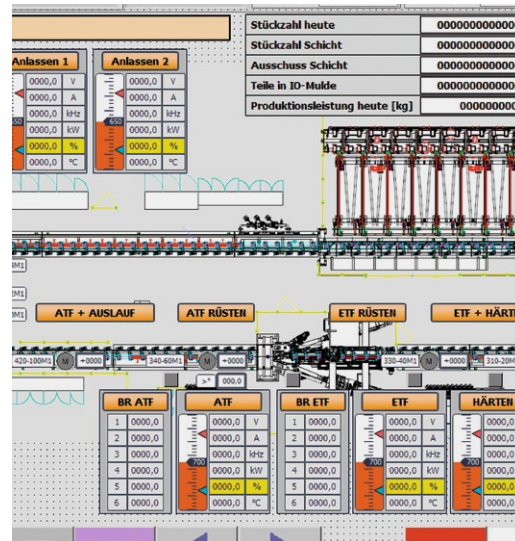 Stückzahl heute 000000000000
Stückzahl Schicht 000000000000
Ausschuss Schicht 000000000000
Teile in IO-Mulde 000000000000
Produktionsleistung heute [kg] 000000000
Anlassen 1
0000,0 V
0000,0 A
0000,0 kHz
0000,0 kW
0000,0 %
0000,0 °C
Anlassen 2
650
0000,0 V
0000,0 A
0000,0 kHz
0000,0 kW
0000,0 %
0000,0 °C
ATF + AUSLAUF
ATF RÜSTEN
ETF RÜSTEN
ETF + HÄRT
420-100M1 M +0000
340-60M1 M +0000
330-40M1 M +0000
310-20M
>° 000.0
BR ATF
1 0000,0
2 0000,0
3 0000,0
4 0000,0
5 0000,0
6 0000,0
ATF
700
0000,0 V
0000,0 A
0000,0 kHz
0000,0 kW
0000,0 %
0000,0 °C
BR ETF
1 0000,0
2 0000,0
3 0000,0
4 0000,0
5 0000,0
6 0000,0
ETF
700
0000,0 V
0000,0 A
0000,0 kHz
0000,0 kW
0000,0 %
0000,0 °C
HÄRTEN
700
0000,0
0000,0
0000,0
0000,0
0000,0
0000,0